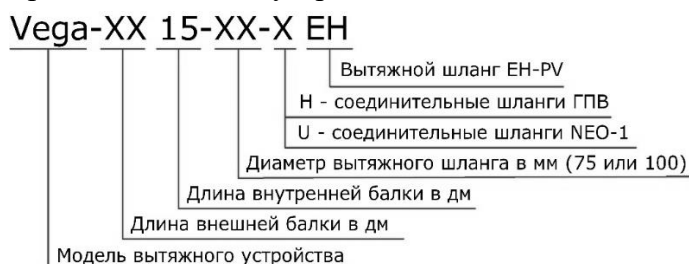 Vega-XX 15-XX-X EH
Вытяжной шланг EH-PV
H - соединительные шланги ГПВ
U - соединительные шланги NEO-1
Диаметр вытяжного шланга в мм (75 или 100)
Длина внутренней балки в дм
Длина внешней балки в дм
Модель вытяжного устройства